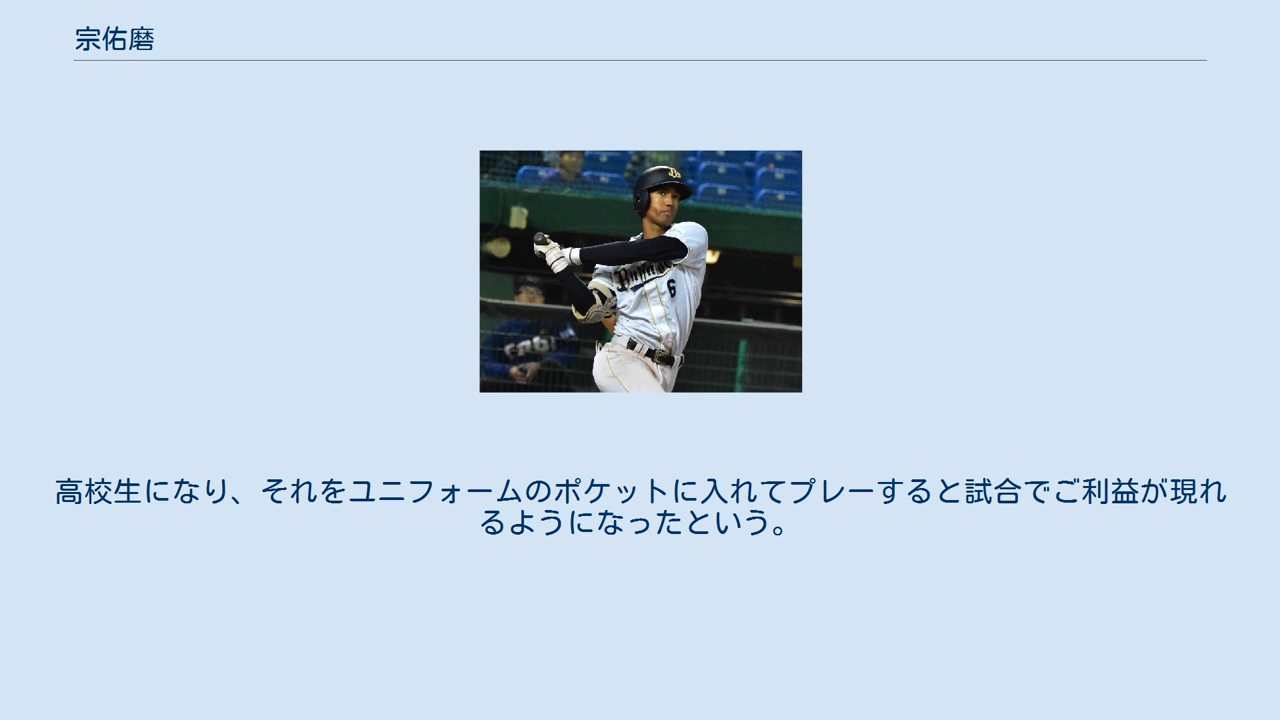 宗佑磨
高校生になり、それをユニフォームのポケットに入れてプレーすると試合でご利益が現れ
るようになったという。
Bs
6